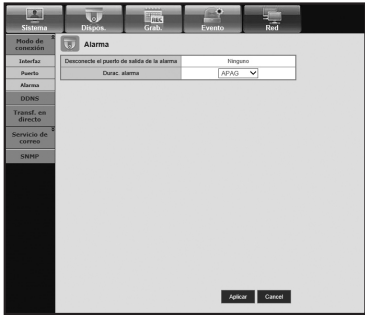 Sistema
Dispos.
Grab.
Evento
Red
REC
Modo de conexión
Interfaz
Puerto
Alarma
DDNS
Transf. en directo
Servicio de correo
SNMP
Alarma
Desconecte el puerto de salida de la alarma
Ninguno
Durac. alarma
APAG
Aplicar
Cancel